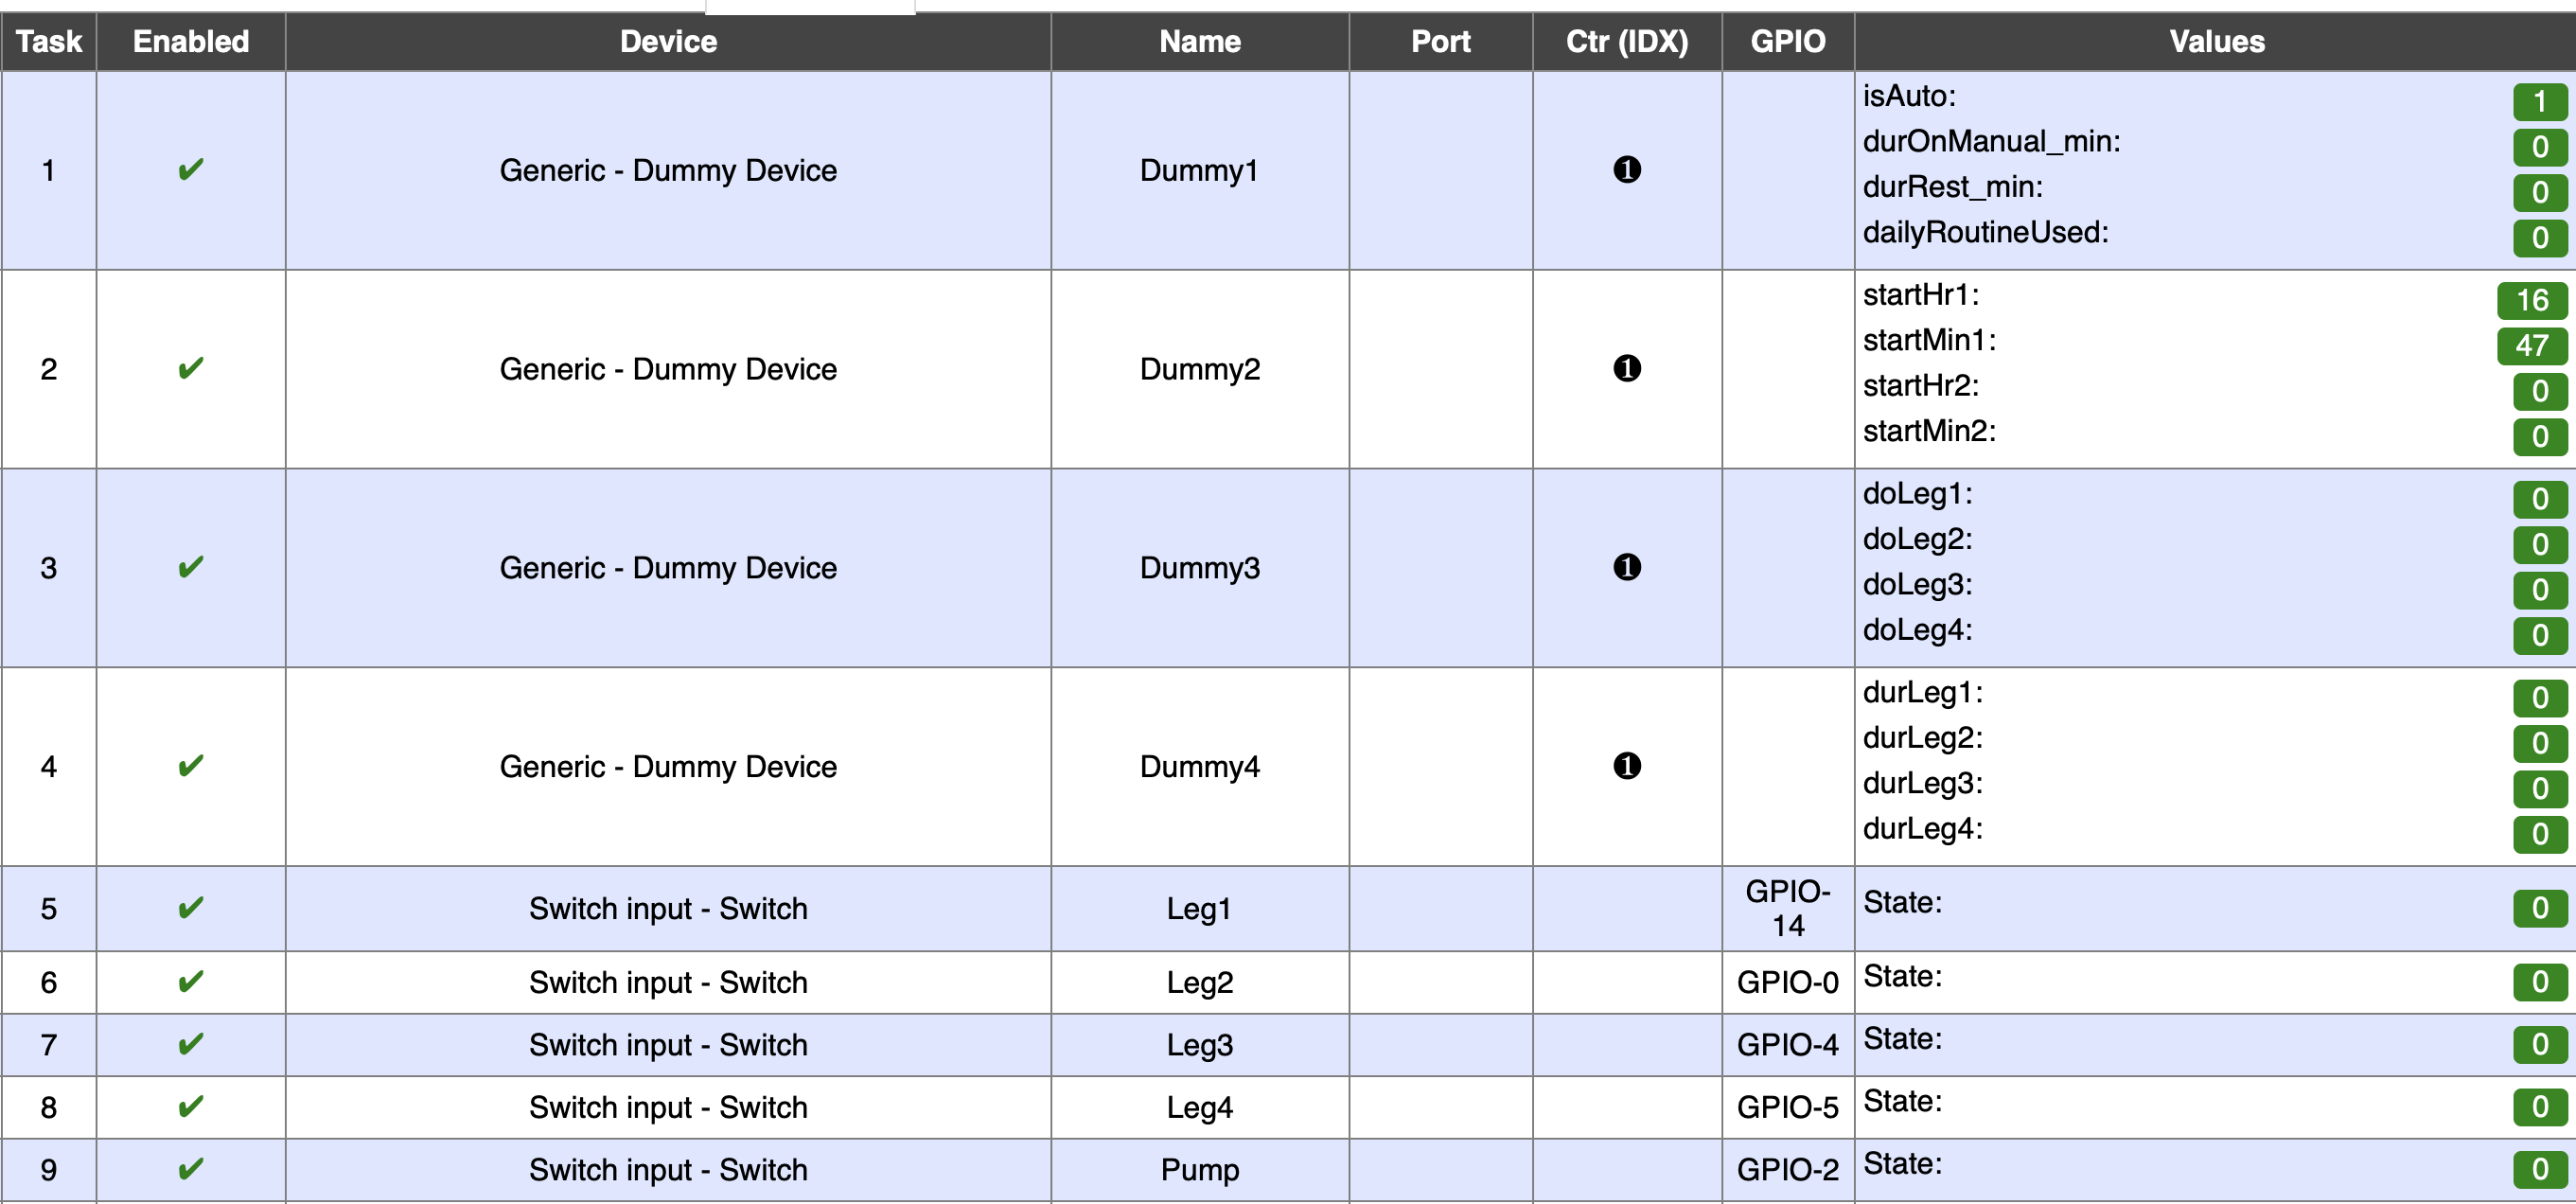 Task Enabled Device Name Port Ctr (IDX) GPIO Values
1 ✔ Generic - Dummy Device Dummy1 ❶ isAuto: 1
durOnManual_min: 0
durRest_min: 0
dailyRoutineUsed: 0
2 ✔ Generic - Dummy Device Dummy2 ❶ startHr1: 16
startMin1: 47
startHr2: 0
startMin2: 0
3 ✔ Generic - Dummy Device Dummy3 ❶ doLeg1: 0
doLeg2: 0
doLeg3: 0
doLeg4: 0
4 ✔ Generic - Dummy Device Dummy4 ❶ durLeg1: 0
durLeg2: 0
durLeg3: 0
durLeg4: 0
5 ✔ Switch input - Switch Leg1 GPIO-14 State: 0
6 ✔ Switch input - Switch Leg2 GPIO-0 State: 0
7 ✔ Switch input - Switch Leg3 GPIO-4 State: 0
8 ✔ Switch input - Switch Leg4 GPIO-5 State: 0
9 ✔ Switch input - Switch Pump GPIO-2 State: 0